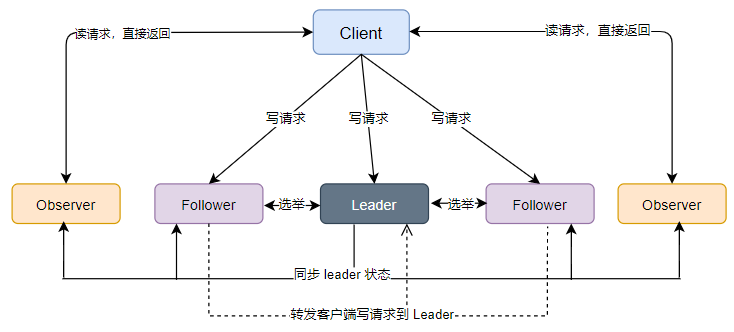 Client
读请求，直接返回
读请求，直接返回
写请求
写请求
写请求
Observer
Follower
选举
Leader
选举
Follower
Observer
同步 leader 状态
转发客户端写请求到 Leader